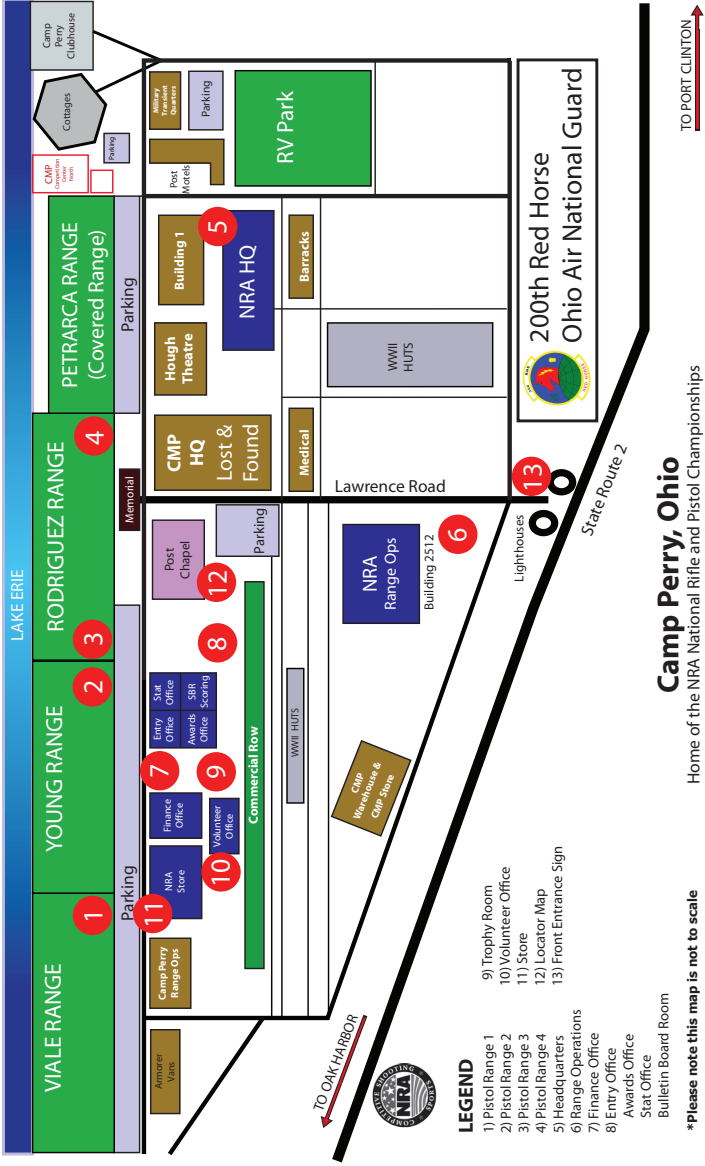 LAKE ERIE
VIALE RANGE
YOUNG RANGE
RODRIGUEZ RANGE
PETRARCA RANGE
(Covered Range)
CMP
Competition
Center
North
Cottages
Camp
Perry
Clubhouse
1
2
3
4
Parking
Memorial
Parking
Parking
Armorer
Vans
Camp Perry
Range Ops
11
NRA
Store
10
Finance
Office
Volunteer
Office
7
9
Entry
Office
Stat
Office
Awards
Office
SBR
Scoring
8
Post
Chapel
12
Parking
Commercial Row
WWII HUTS
CMP
HQ
Lost &
Found
Hough
Theatre
Building 1
5
NRA HQ
Medical
Barracks
WWII
HUTS
Post
Motels
Military
Transient
Quarters
Parking
RV Park
Lawrence Road
CMP
Warehouse &
CMP Store
NRA
Range Ops
Building 2512
6
Lighthouses
13
200th Red Horse
Ohio Air National Guard
RED HORSE
State Route 2
TO OAK HARBOR
TO PORT CLINTON
COMPETITIVE SHOOTING
NRA
SPORTS
Camp Perry, Ohio
Home of the NRA National Rifle and Pistol Championships
LEGEND
1) Pistol Range 1
2) Pistol Range 2
3) Pistol Range 3
4) Pistol Range 4
5) Headquarters
6) Range Operations
7) Finance Office
8) Entry Office
Awards Office
Stat Office
Bulletin Board Room
9) Trophy Room
10) Volunteer Office
11) Store
12) Locator Map
13) Front Entrance Sign
*Please note this map is not to scale